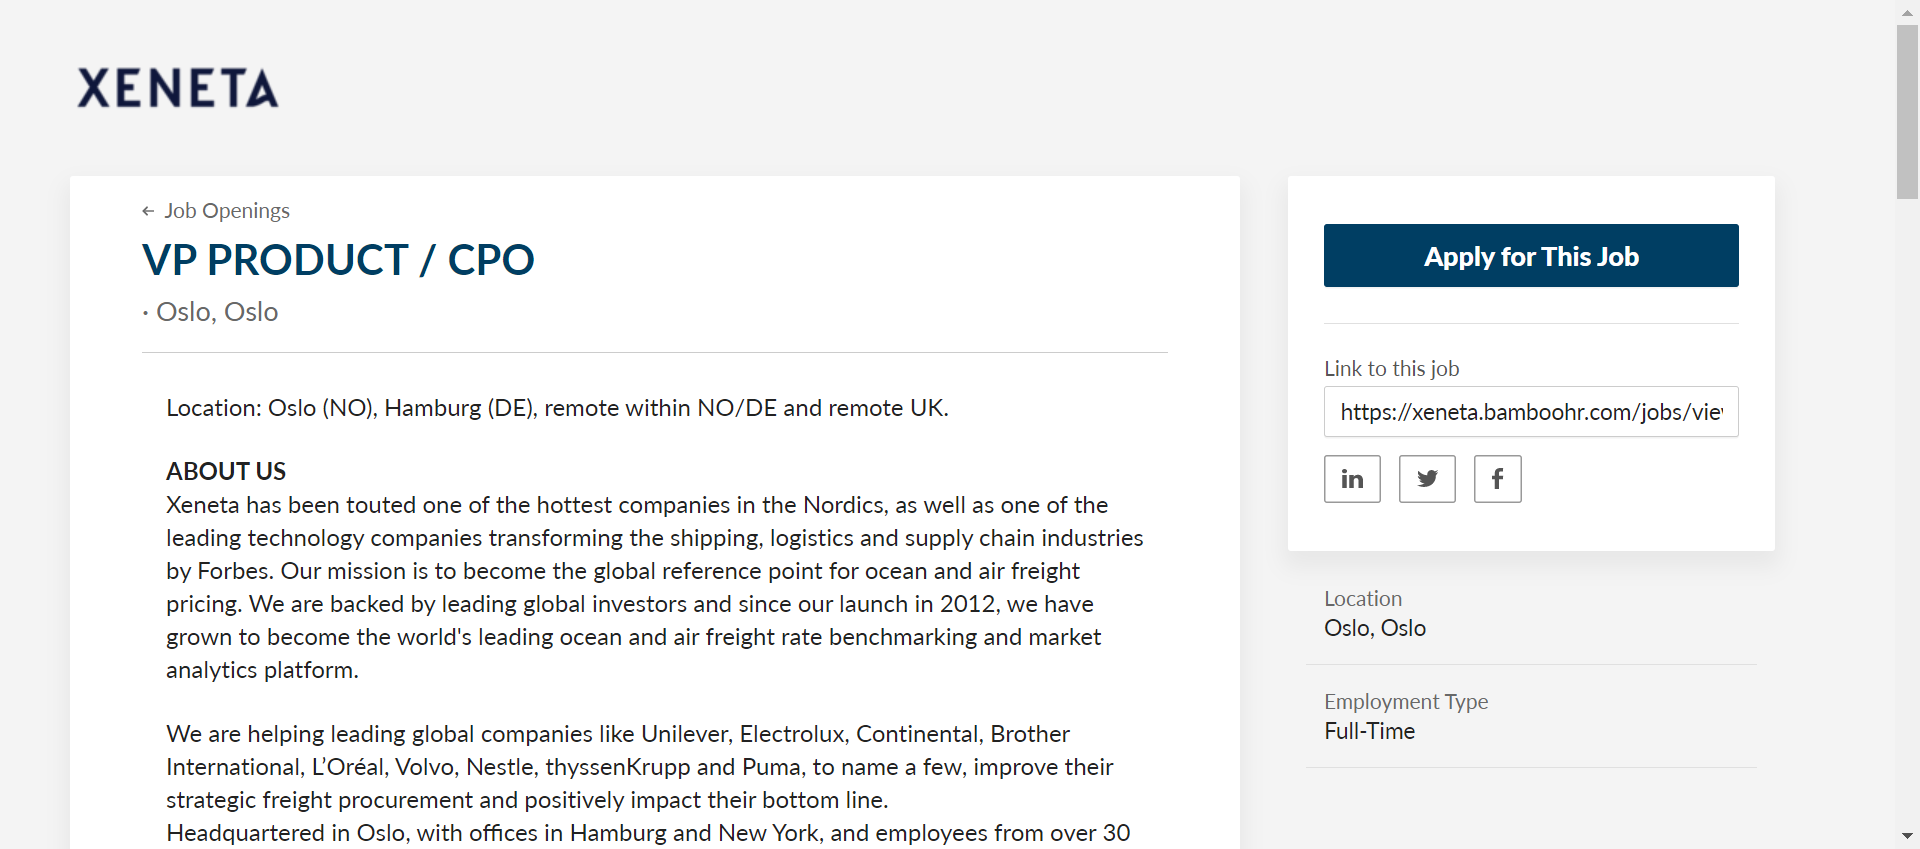 XENETA
← Job Openings
VP PRODUCT / CPO
· Oslo, Oslo
Location: Oslo (NO), Hamburg (DE), remote within NO/DE and remote UK.
ABOUT US
Xeneta has been touted one of the hottest companies in the Nordics, as well as one of the
leading technology companies transforming the shipping, logistics and supply chain industries
by Forbes. Our mission is to become the global reference point for ocean and air freight
pricing. We are backed by leading global investors and since our launch in 2012, we have
grown to become the world's leading ocean and air freight rate benchmarking and market
analytics platform.
We are helping leading global companies like Unilever, Electrolux, Continental, Brother
International, L’Oréal, Volvo, Nestle, thyssenKrupp and Puma, to name a few, improve their
strategic freight procurement and positively impact their bottom line.
Headquartered in Oslo, with offices in Hamburg and New York, and employees from over 30
Apply for This Job
Link to this job
https://xeneta.bamboohr.com/jobs/vie
in
f
Location
Oslo, Oslo
Employment Type
Full-Time